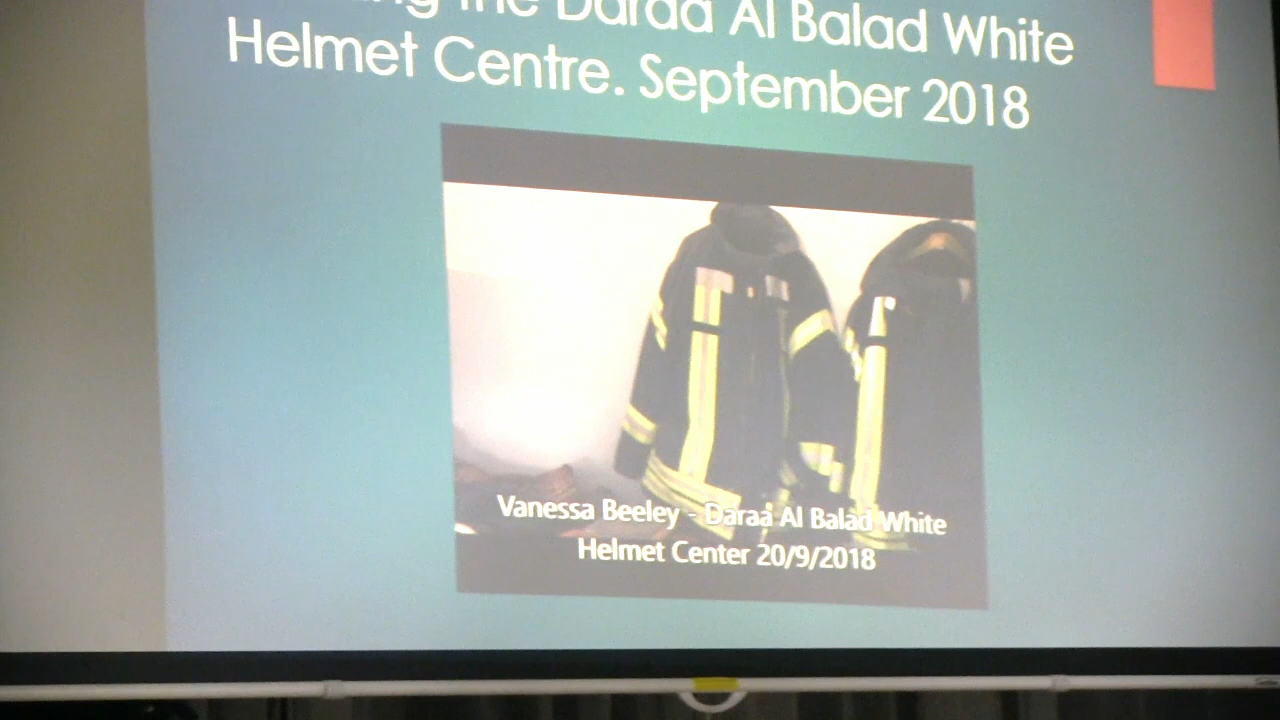 the Daraa Al Balad White
Helmet Centre. September 2018
Vanessa Beeley - Daraa Al Balad White
Helmet Center 20/9/2018